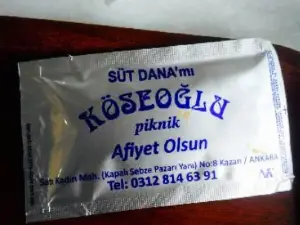 SÜT DANA'mı
KÖSEOĞLU
piknik
Afiyet Olsun
Satı Kadın Mah. (Kapalı Sebze Pazarı Yanı) No:8 Kazan / ANKARA
Tel: 0312 814 63 91